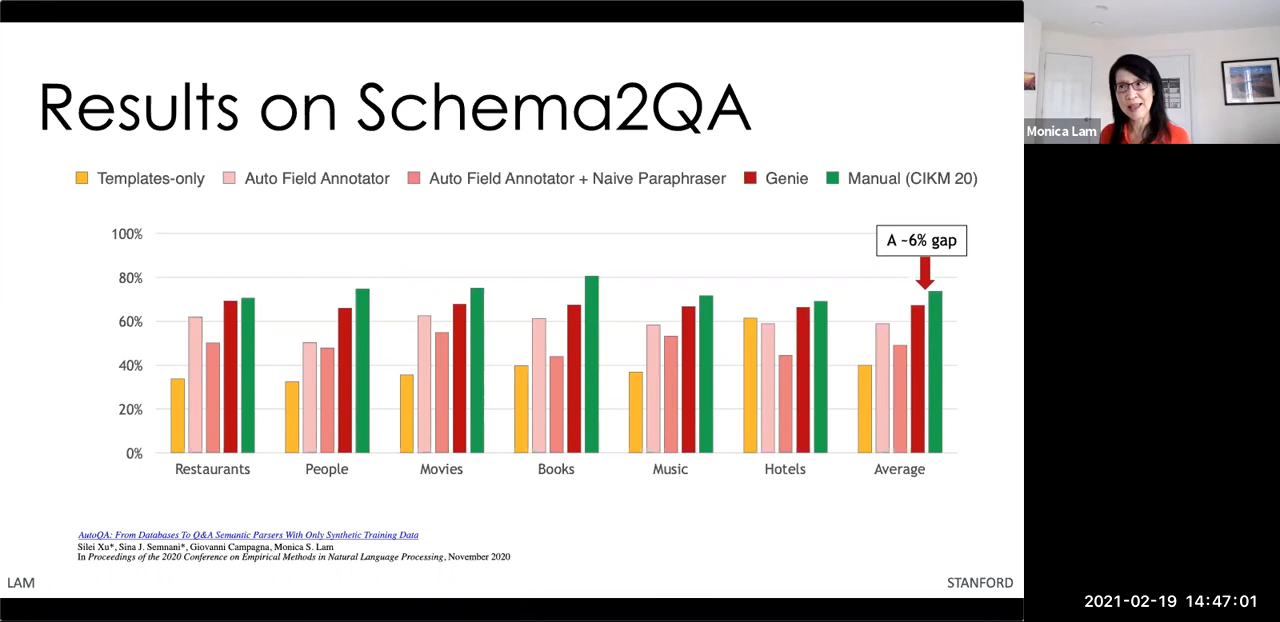 Results on Schema2QA
Monica Lam
Templates-only Auto Field Annotator Auto Field Annotator + Naive Paraphraser Genie Manual (CIKM 20)
A ~6% gap
100%
80%
60%
40%
20%
0%
Restaurants People Movies Books Music Hotels Average
AutoQA: From Databases To Q&A Semantic Parsers With Only Synthetic Training Data
Silei Xu*, Sina J. Semnani*, Giovanni Campagna, Monica S. Lam
In Proceedings of the 2020 Conference on Empirical Methods in Natural Language Processing, November 2020
LAM STANFORD
2021-02-19 14:47:01